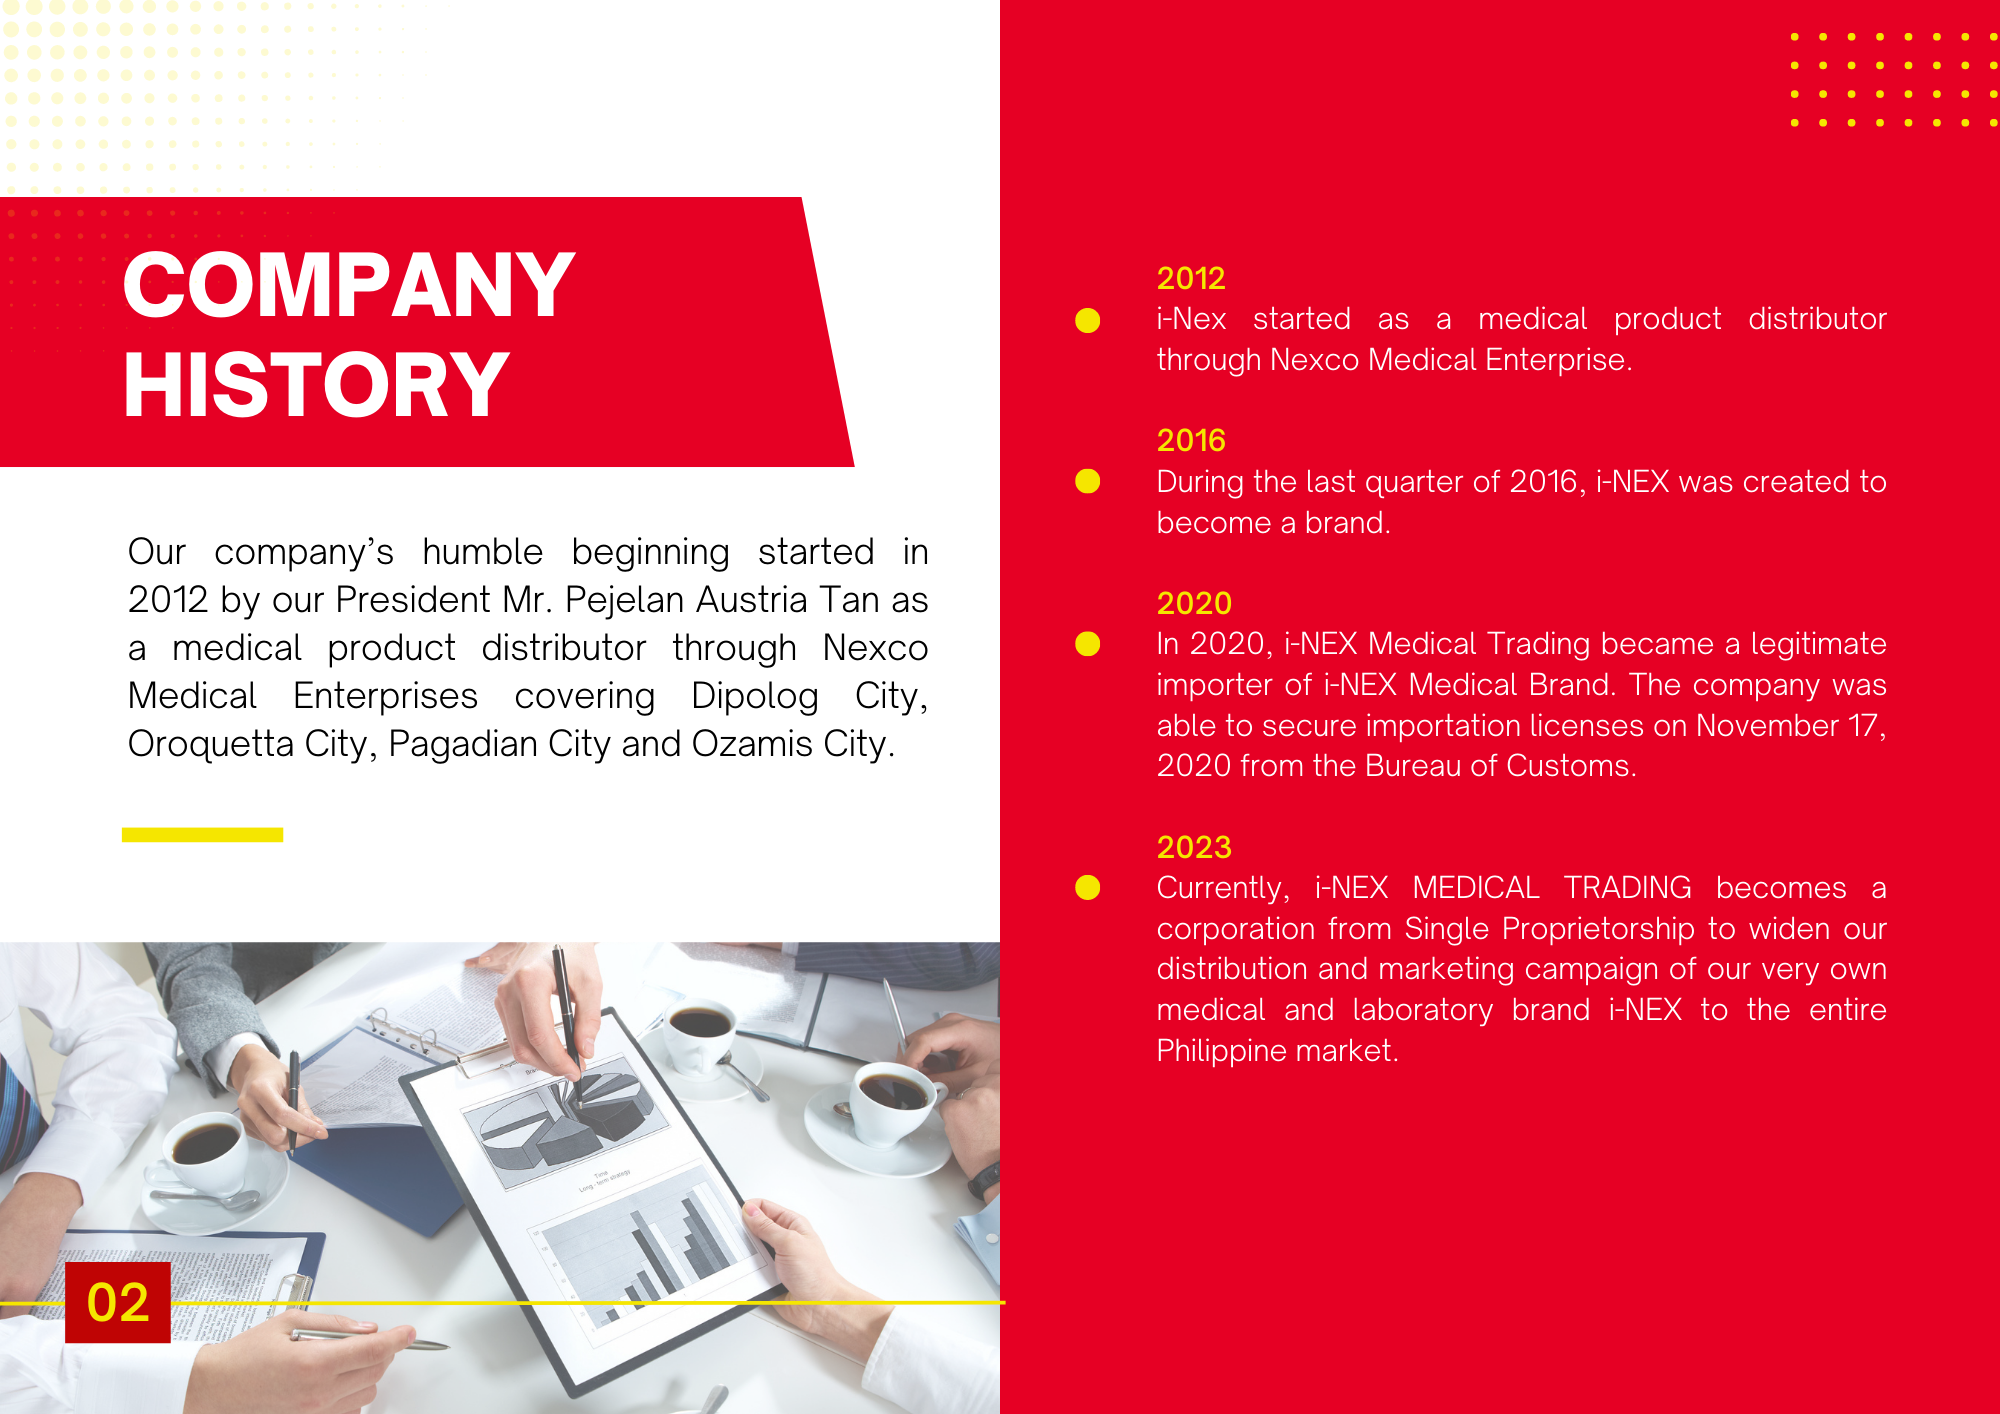 COMPANY
HISTORY
Our company’s humble beginning started in
2012 by our President Mr. Pejelan Austria Tan as
a medical product distributor through Nexco
Medical Enterprises covering Dipolog City,
Oroquetta City, Pagadian City and Ozamis City.
Time
Long - term strategy
02
2012
i-Nex started as a medical product distributor
through Nexco Medical Enterprise.
2016
During the last quarter of 2016, i-NEX was created to
become a brand.
2020
In 2020, i-NEX Medical Trading became a legitimate
importer of i-NEX Medical Brand. The company was
able to secure importation licenses on November 17,
2020 from the Bureau of Customs.
2023
Currently, i-NEX MEDICAL TRADING becomes a
corporation from Single Proprietorship to widen our
distribution and marketing campaign of our very own
medical and laboratory brand i-NEX to the entire
Philippine market.